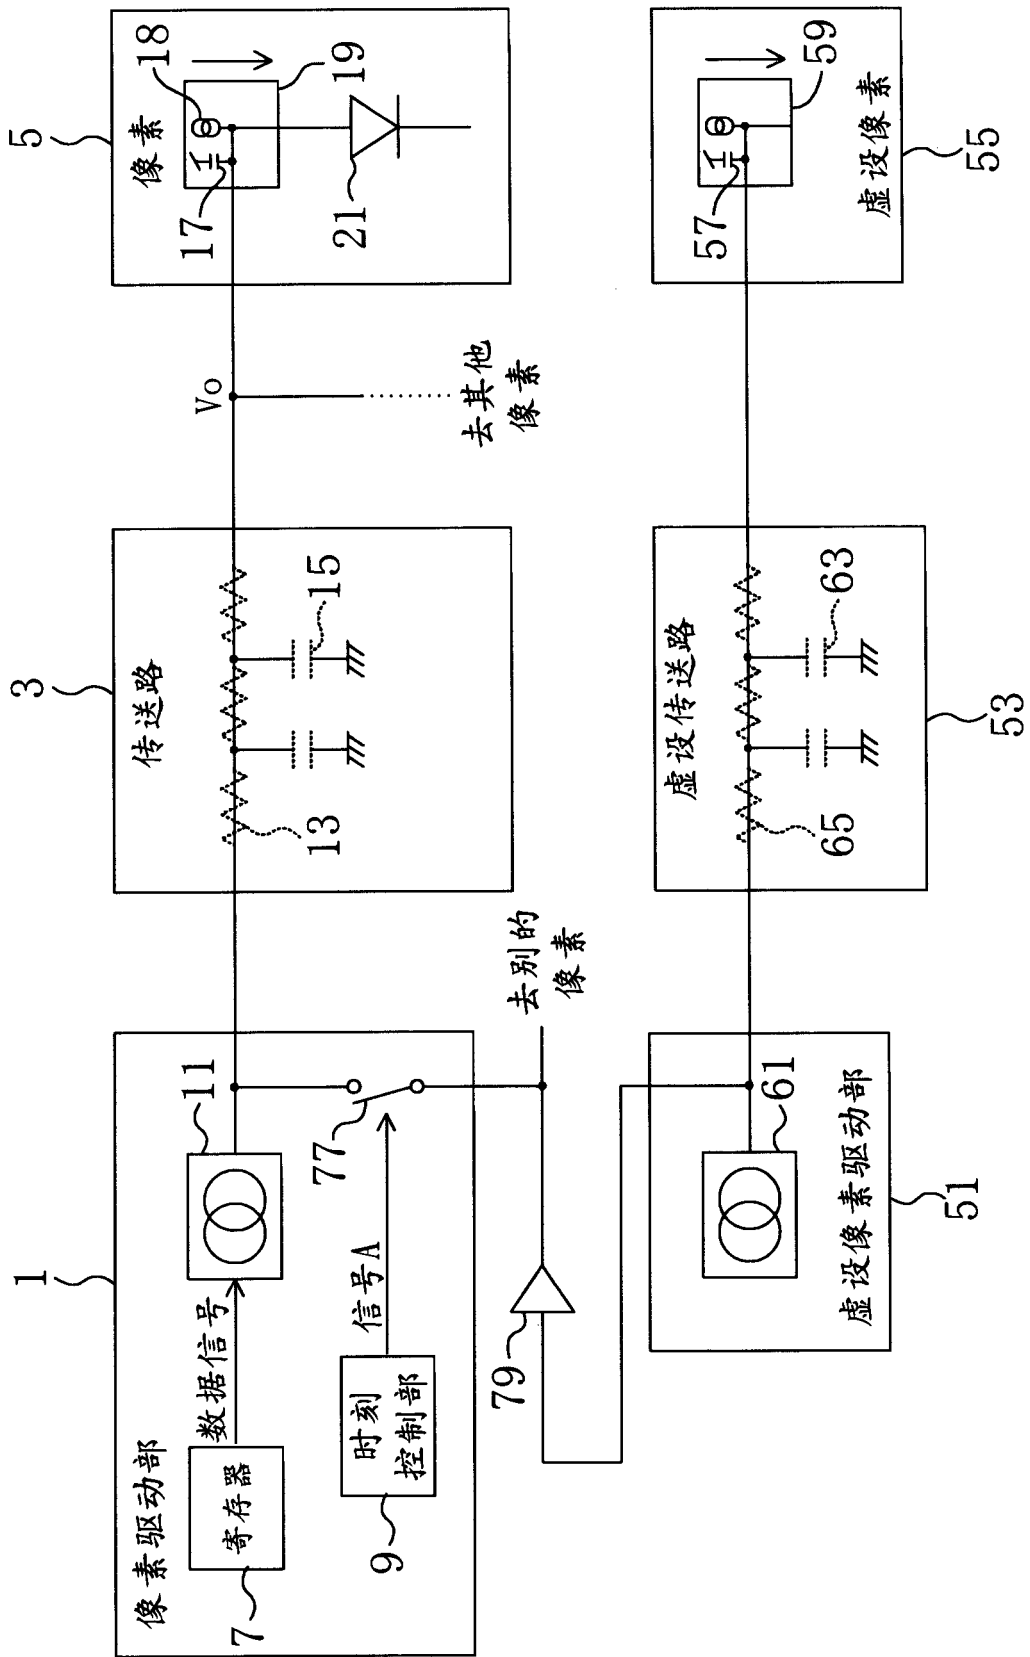 1
像素驱动部
寄存器
7
数据信号
11
时刻
控制部
9
信号A
77
3
传送路
13
15
Vo
去其他
像素
5
像素
18
17
19
21
79
去别的
像素
51
虚设像素驱动部
61
53
虚设传送路
65
63
55
虚设像素
57
59